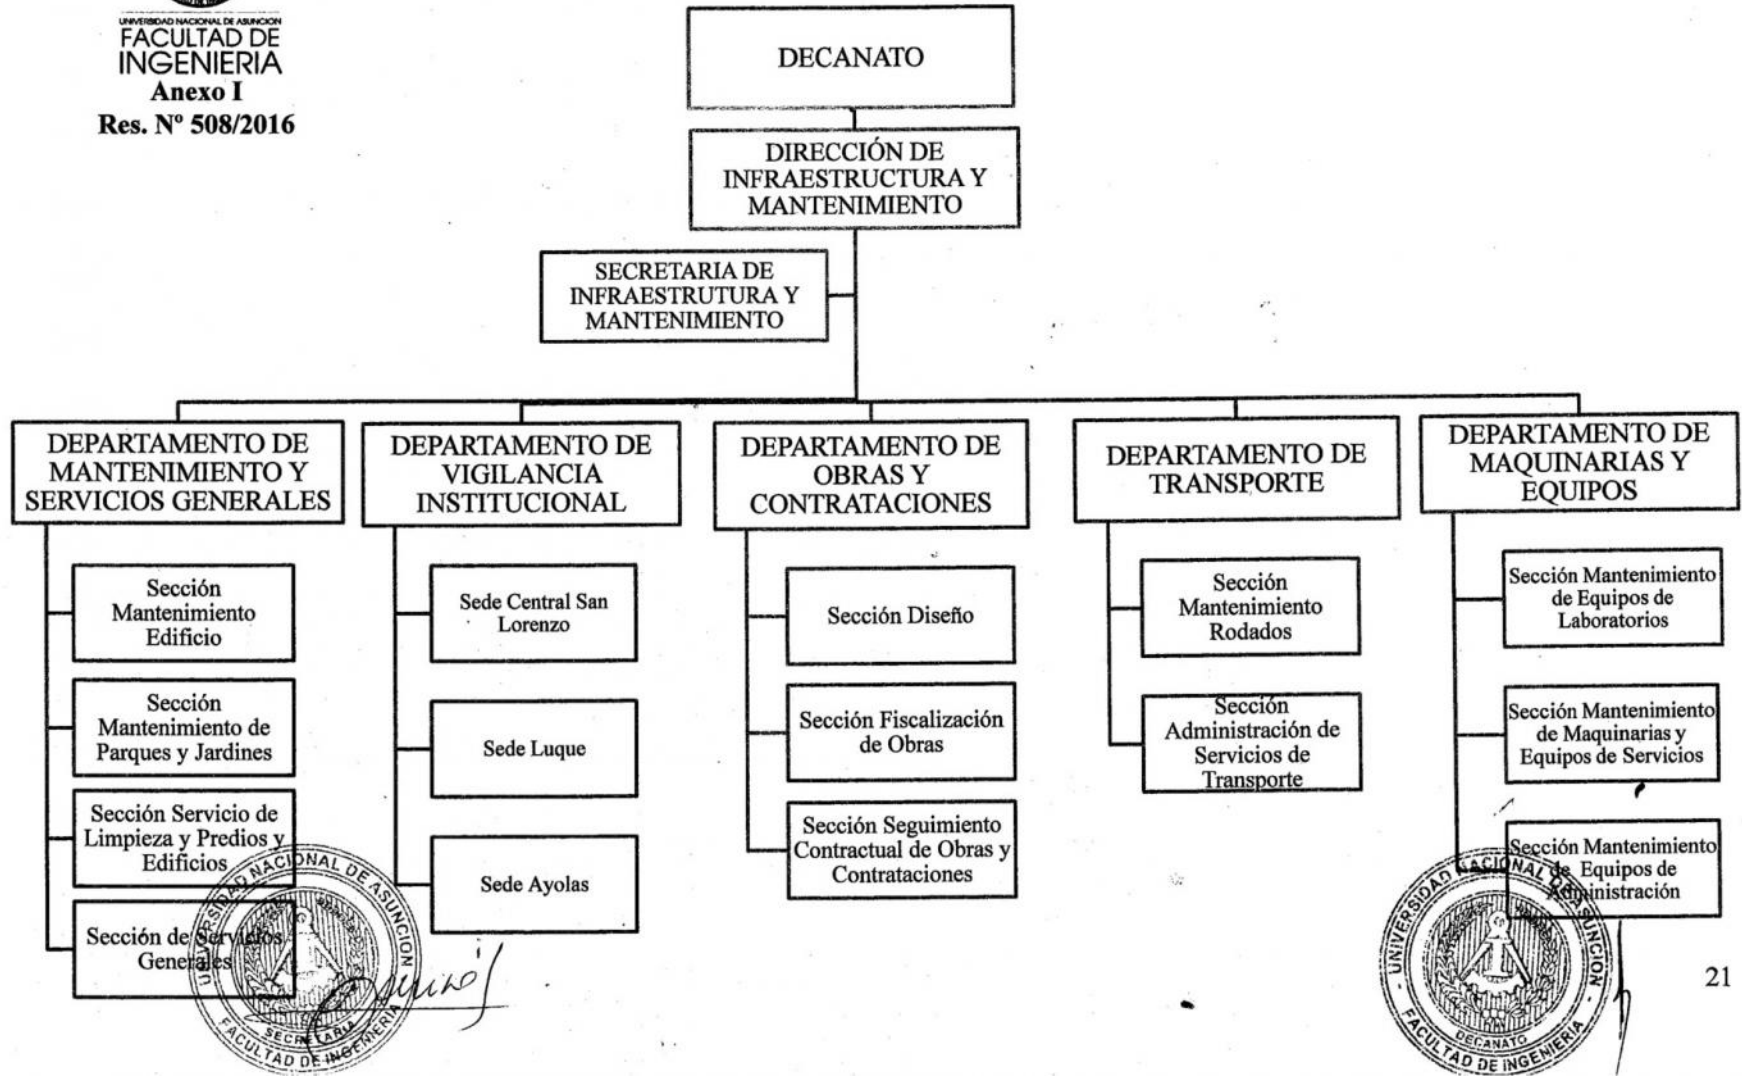 UNIVERSIDAD NACIONAL DE ASUNCIÓN
FACULTAD DE
INGENIERIA
Anexo I
Res. Nº 508/2016
DECANATO
DIRECCIÓN DE
INFRAESTRUCTURA Y
MANTENIMIENTO
SECRETARIA DE
INFRAESTRUTURA Y
MANTENIMIENTO
DEPARTAMENTO DE
MANTENIMIENTO Y
SERVICIOS GENERALES
Sección
Mantenimiento
Edificio
Sección
Mantenimiento de
Parques y Jardines
Sección Servicio de
Limpieza y Predios y
Edificios
Sección de Servicios
Generales
DEPARTAMENTO DE
VIGILANCIA
INSTITUCIONAL
Sede Central San
Lorenzo
Sede Luque
Sede Ayolas
DEPARTAMENTO DE
OBRAS Y
CONTRATACIONES
Sección Diseño
Sección Fiscalización
de Obras
Sección Seguimiento
Contractual de Obras y
Contrataciones
DEPARTAMENTO DE
TRANSPORTE
Sección
Mantenimiento
Rodados
Sección
Administración de
Servicios de
Transporte
DEPARTAMENTO DE
MAQUINARIAS Y
EQUIPOS
Sección Mantenimiento
de Equipos de
Laboratorios
Sección Mantenimiento
de Maquinarias y
Equipos de Servicios
Sección Mantenimiento
de Equipos de
Administración
UNIVERSIDAD NACIONAL DE ASUNCION
SECRETARIA
FACULTAD DE INGENIERIA
UNIVERSIDAD NACIONAL DE ASUNCION
DECANATO
FACULTAD DE INGENIERIA
21